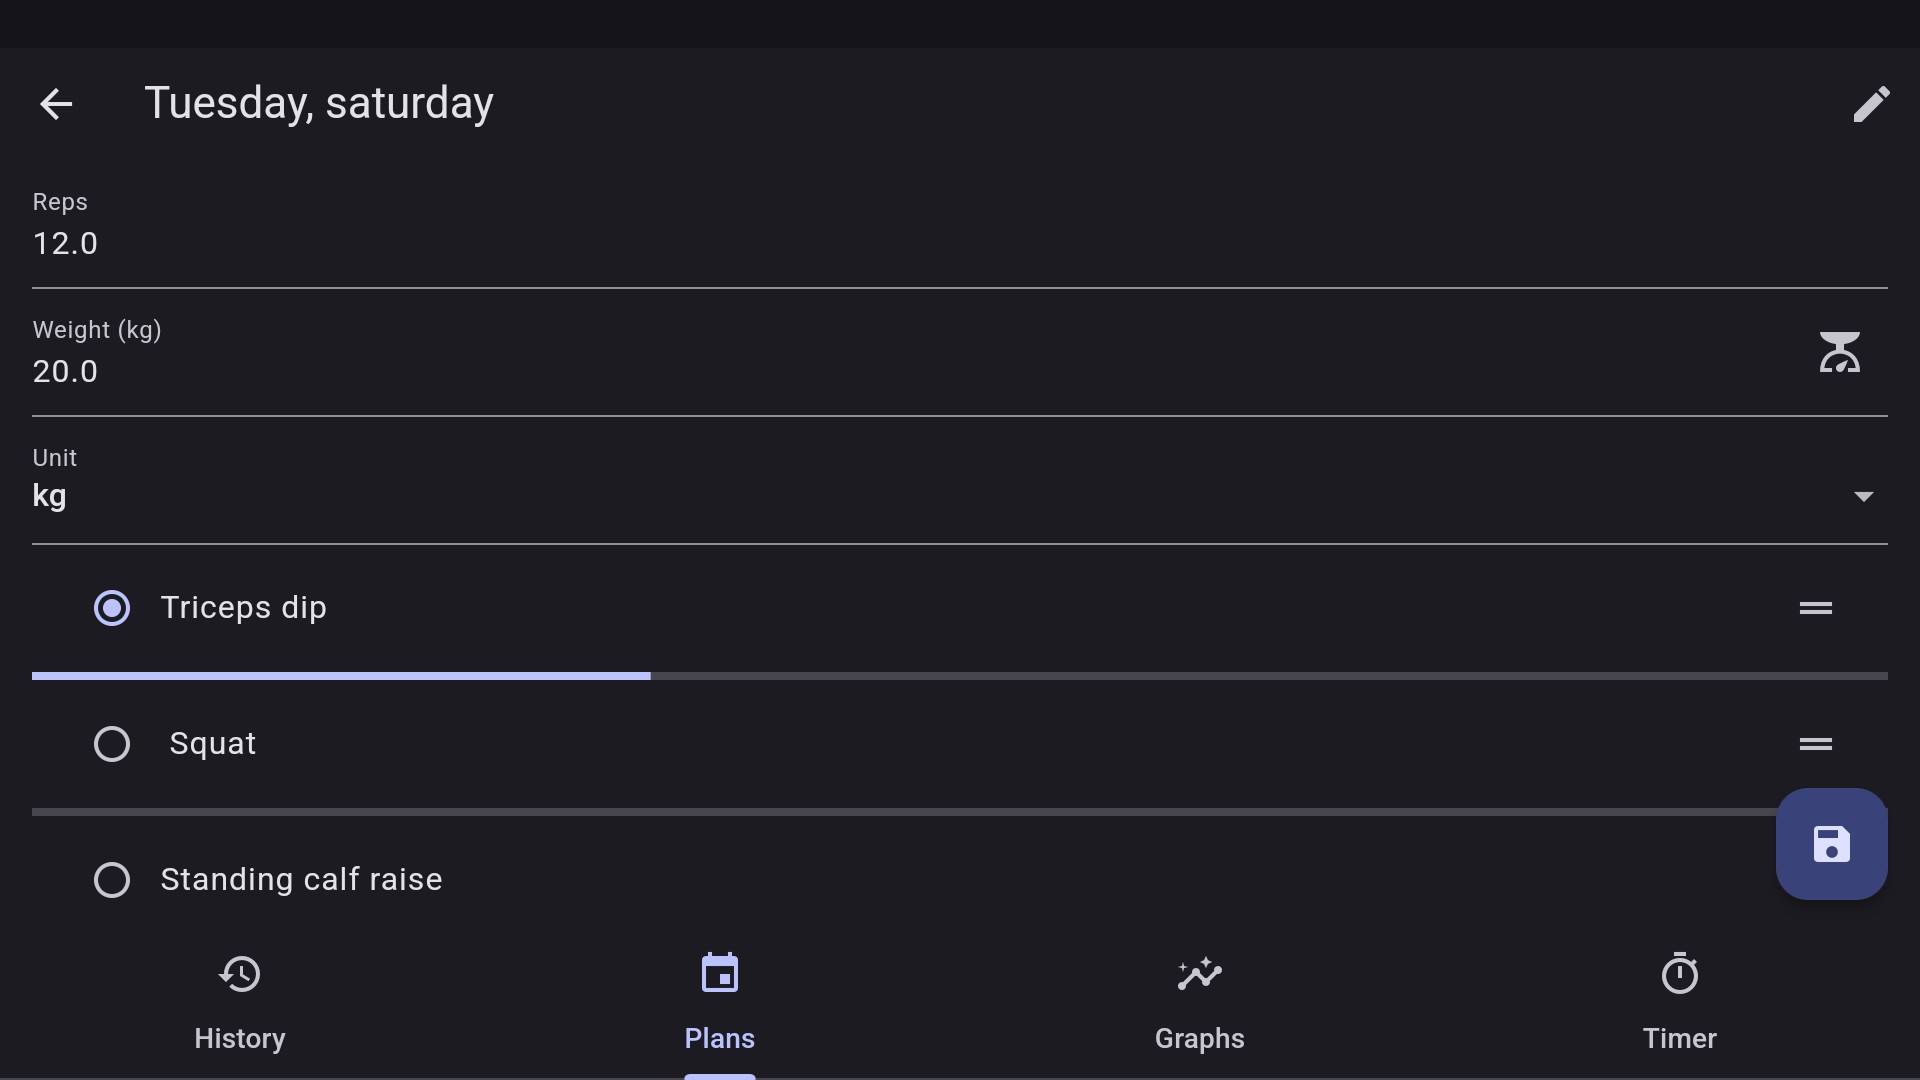 Tuesday, saturday
Reps
12.0
Weight (kg)
20.0
Unit
kg
Triceps dip
Squat
Standing calf raise
History
Plans
Graphs
Timer